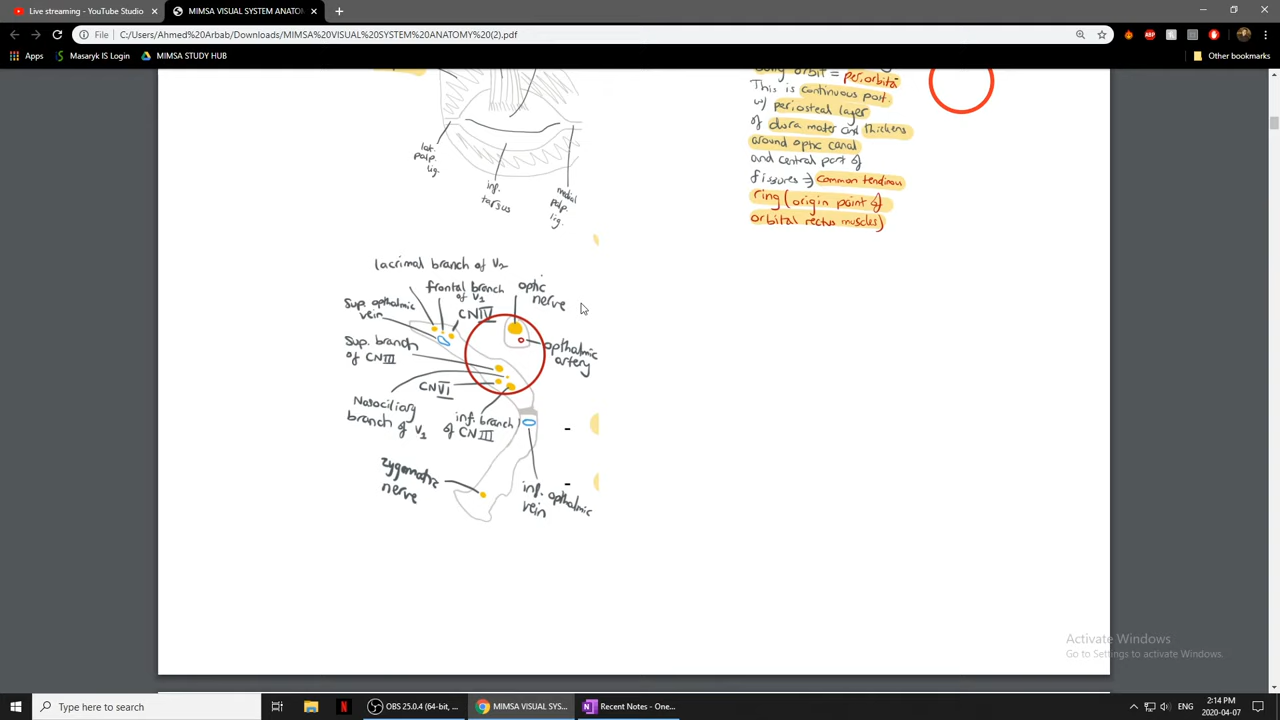 Live streaming - YouTube Studio
MIMSA VISUAL SYSTEM ANATOM
File
C:/Users/Ahmed%20Arbab/Downloads/MIMSA%20VISUAL%20SYSTEM%20ANATOMY%20(2).pdf
Apps
Masaryk IS Login
MIMSA STUDY HUB
Other bookmarks
lat.
palp.
lig.
inf.
tarsus
medial
palp.
lig.
bony orbit = periorbita
This is continuous part
w/ periosteal layer
of dura mater and thickens
around optic canal
and central part of
fissures → common tendinous
ring (origin point of
orbital rectus muscles)
lacrimal branch of V2
frontal branch
of V1
optic
nerve
Sup. opthalmic
vein
CN IV
Sup. branch
of CN III
opthalmic
artery
CN VI
Nasociliary
branch of V1
inf. branch
of CN III
zygomatic
nerve
inf. opthalmic
vein
Activate Windows
Go to Settings to activate Windows.
Type here to search
OBS 25.0.4 (64-bit, ...
MIMSA VISUAL SYS...
Recent Notes - One...
ENG
2:14 PM
2020-04-07